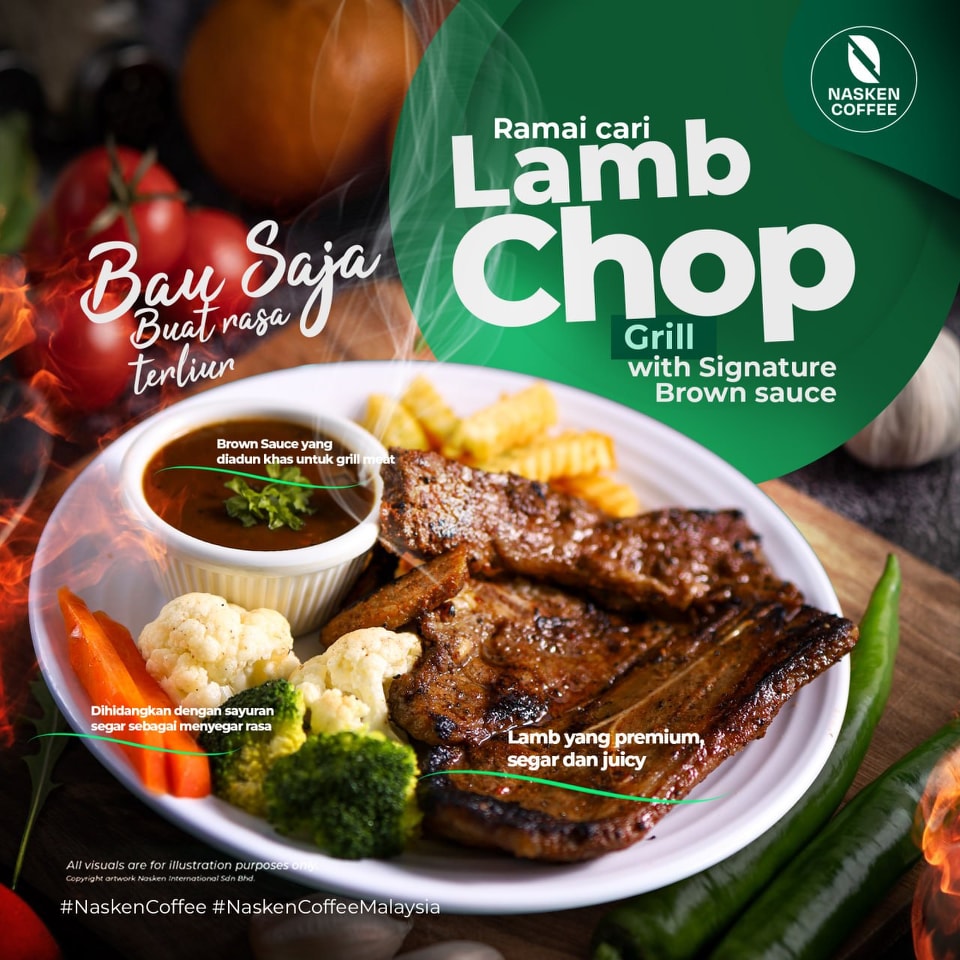 NASKEN
COFFEE
Ramai cari
Lamb
Chop
Grill
with Signature
Brown sauce
Bau Saja
Buat rasa
terliur
Brown Sauce yang
diadun khas untuk grill meat
Dihidangkan dengan sayuran
segar sebagai menyegar rasa
Lamb yang premium,
segar dan juicy
All visuals are for illustration purposes only.
Copyright artwork Nasken International Sdn Bhd.
#NaskenCoffee #NaskenCoffeeMalaysia